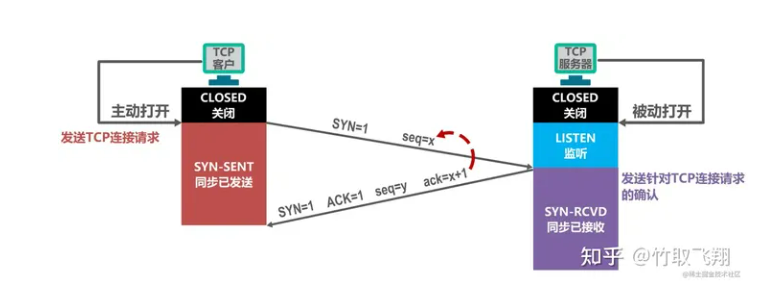 TCP
客户
TCP
服务器
CLOSED
关闭
主动打开
发送TCP连接请求
SYN-SENT
同步已发送
SYN=1 seq=x
SYN=1 ACK=1 seq=y ack=x+1
CLOSED
关闭
被动打开
LISTEN
监听
发送针对TCP连接请求
的确认
SYN-RCVD
同步已接收
知乎 @竹取飞翔
@稀土掘金技术社区